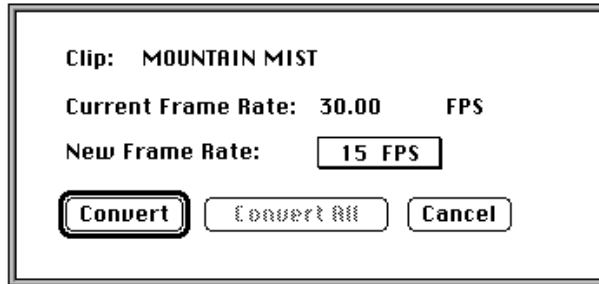 Clip: MOUNTAIN MIST
Current Frame Rate: 30.00 FPS
New Frame Rate: 15 FPS
Convert Convert All Cancel